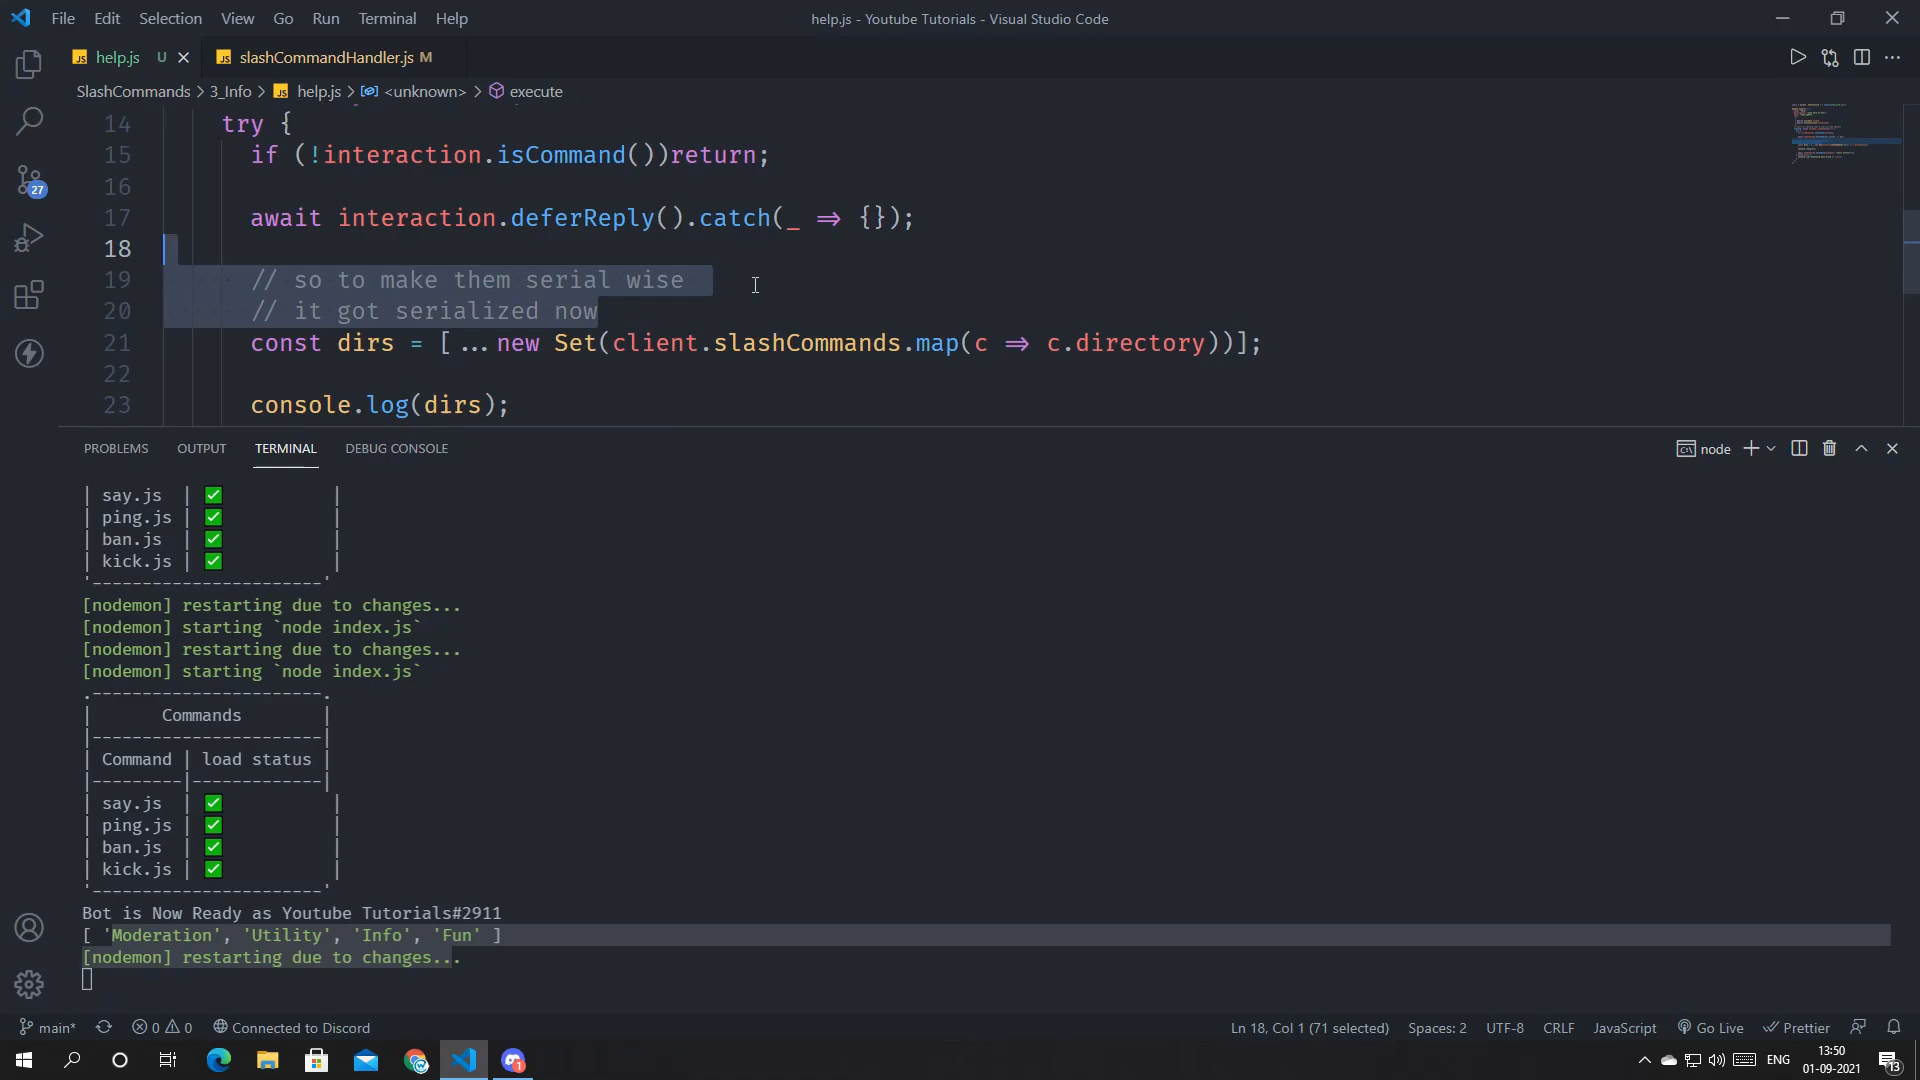 File Edit Selection View Go Run Terminal Help
help.js - Youtube Tutorials - Visual Studio Code
JS help.js U
JS slashCommandHandler.js M
SlashCommands > 3_Info > JS help.js > <unknown> > execute
27
14 try {
15 if (!interaction.isCommand())return;
16
17 await interaction.deferReply().catch(_ => {});
18
19 // so to make them serial wise
20 // it got serialized now
21 const dirs = [...new Set(client.slashCommands.map(c => c.directory))];
22
23 console.log(dirs);
PROBLEMS OUTPUT TERMINAL DEBUG CONSOLE
node
| say.js | ✅ |
| ping.js | ✅ |
| ban.js | ✅ |
| kick.js | ✅ |
'-----------------------'
[nodemon] restarting due to changes...
[nodemon] starting `node index.js`
[nodemon] restarting due to changes...
[nodemon] starting `node index.js`
.-----------------------.
| Commands |
|-----------------------|
| Command | load status |
|---------|-------------|
| say.js | ✅ |
| ping.js | ✅ |
| ban.js | ✅ |
| kick.js | ✅ |
'-----------------------'
Bot is Now Ready as Youtube Tutorials#2911
[ 'Moderation', 'Utility', 'Info', 'Fun' ]
[nodemon] restarting due to changes...
main* 0 0 Connected to Discord
Ln 18, Col 1 (71 selected) Spaces: 2 UTF-8 CRLF JavaScript Go Live Prettier
ENG
13:50
01-09-2021
13
1